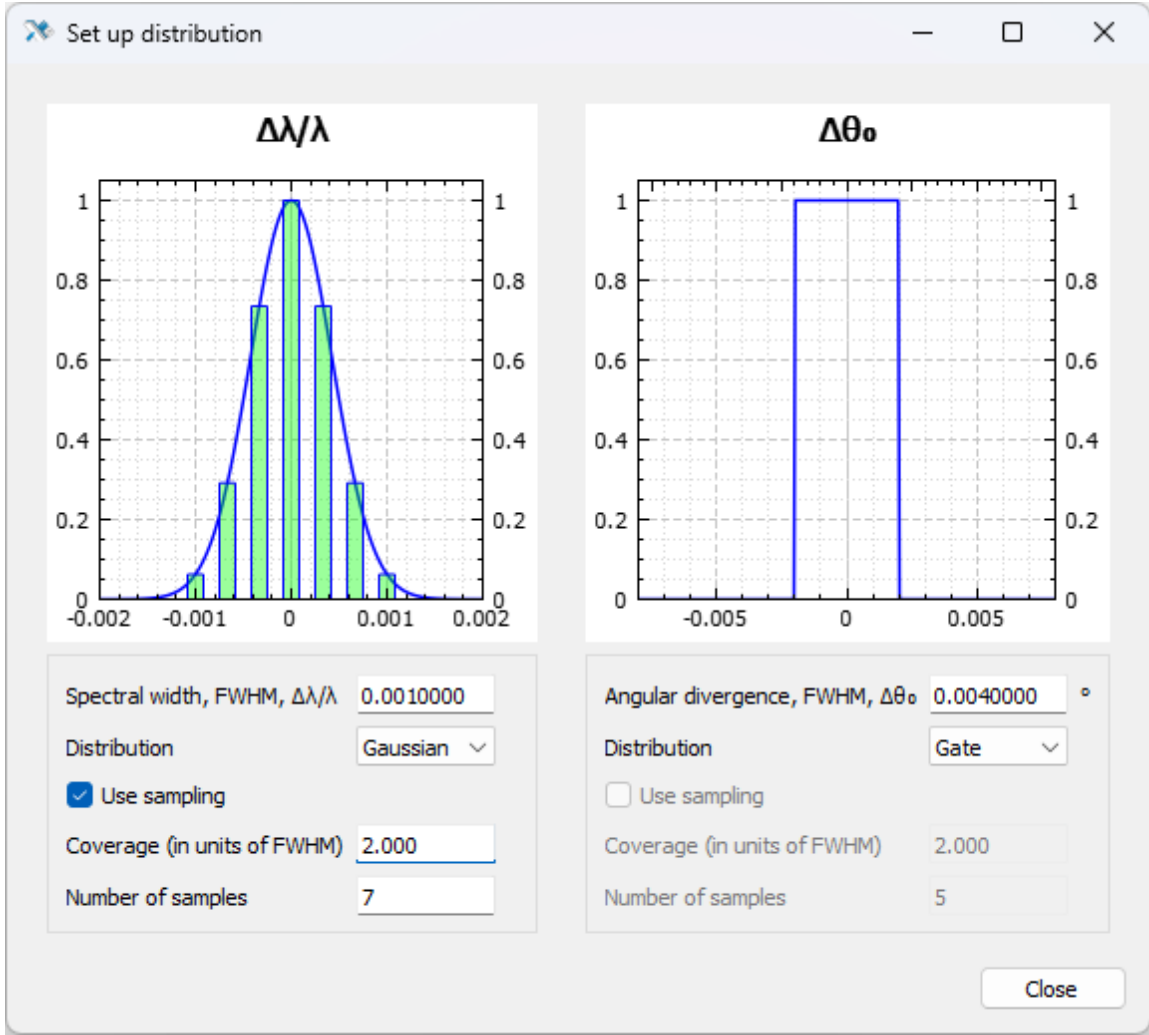 Set up distribution
Δλ/λ
1
1
0.8
0.8
0.6
0.6
0.4
0.4
0.2
0.2
0
0
-0.002 -0.001 0 0.001 0.002
Spectral width, FWHM, Δλ/λ 0.0010000
Distribution Gaussian
Use sampling
Coverage (in units of FWHM) 2.000
Number of samples 7
Δθ₀
1
1
0.8
0.8
0.6
0.6
0.4
0.4
0.2
0.2
0
0
-0.005 0 0.005
Angular divergence, FWHM, Δθ₀ 0.0040000 °
Distribution Gate
Use sampling
Coverage (in units of FWHM) 2.000
Number of samples 5
Close